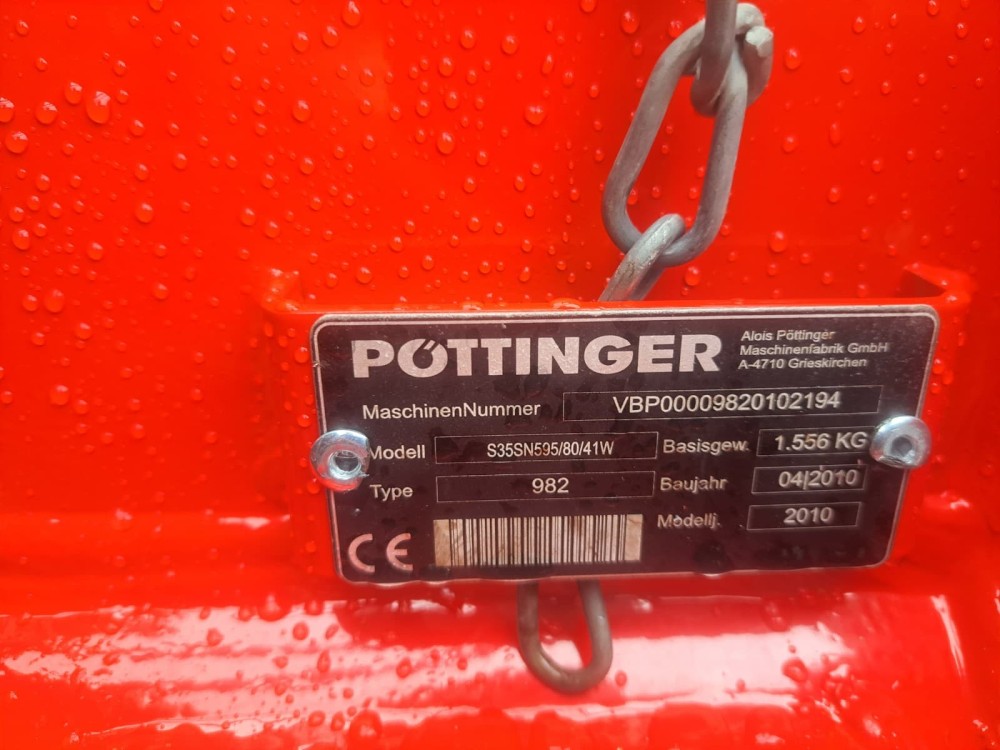 PÖTTINGER
Alois Pöttinger
Maschinenfabrik GmbH
A-4710 Grieskirchen
MaschinenNummer VBP00009820102194
Modell S35SN595/80/41W Basisgew. 1.556 KG
Type 982 Baujahr 04|2010
Modellj. 2010
CE